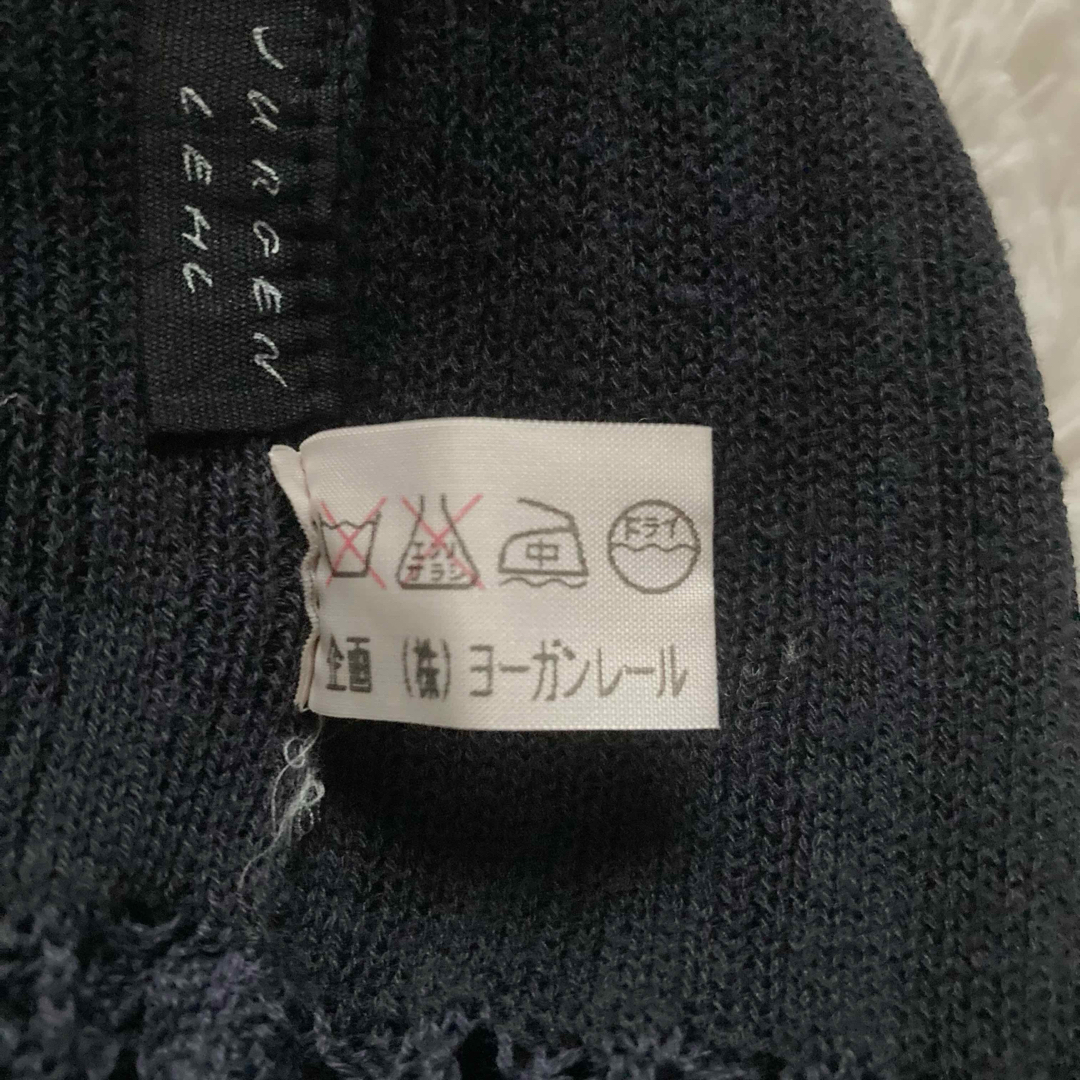 JURGEN
LEHL
エンソ
サラシ
中
ドライ
企画 (株) ヨーガンレール